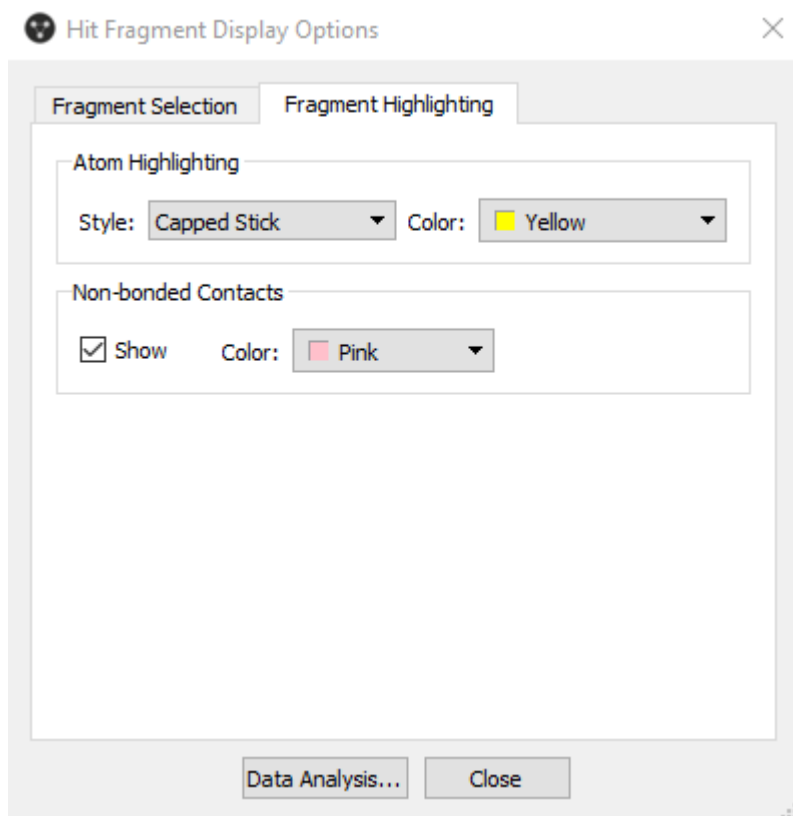 Hit Fragment Display Options
Fragment Selection Fragment Highlighting
Atom Highlighting
Style: Capped Stick Color: Yellow
Non-bonded Contacts
Show Color: Pink
Data Analysis... Close